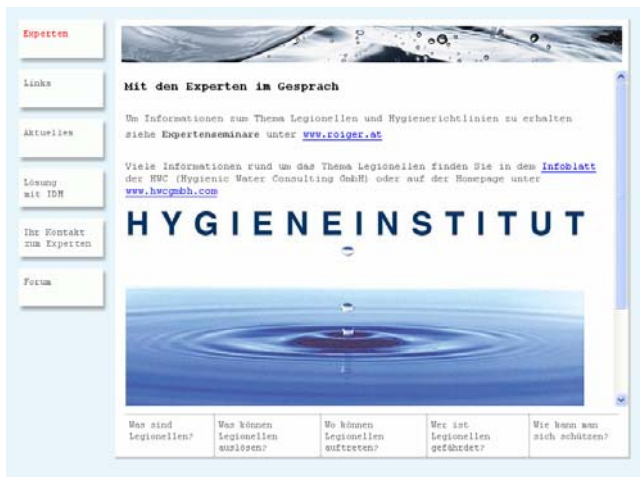 Experten
Links
Aktuelles
Lösung
mit IDM
Ihr Kontakt
zum Experten
Forum
Mit den Experten im Gespräch
Um Informationen zum Thema Legionellen und Hygienerichtlinien zu erhalten
siehe Expertenseminare unter www.roiger.at
Viele Informationen rund um das Thema Legionellen finden Sie in dem Infoblatt
der HWC (Hygienic Water Consulting GmbH) oder auf der Homepage unter
www.hwcgmbh.com
HYGIENEINSTITUT
Was sind
Legionellen?
Was können
Legionellen
auslösen?
Wo können
Legionellen
auftreten?
Wer ist
Legionellen
gefährdet?
Wie kann man
sich schützen?